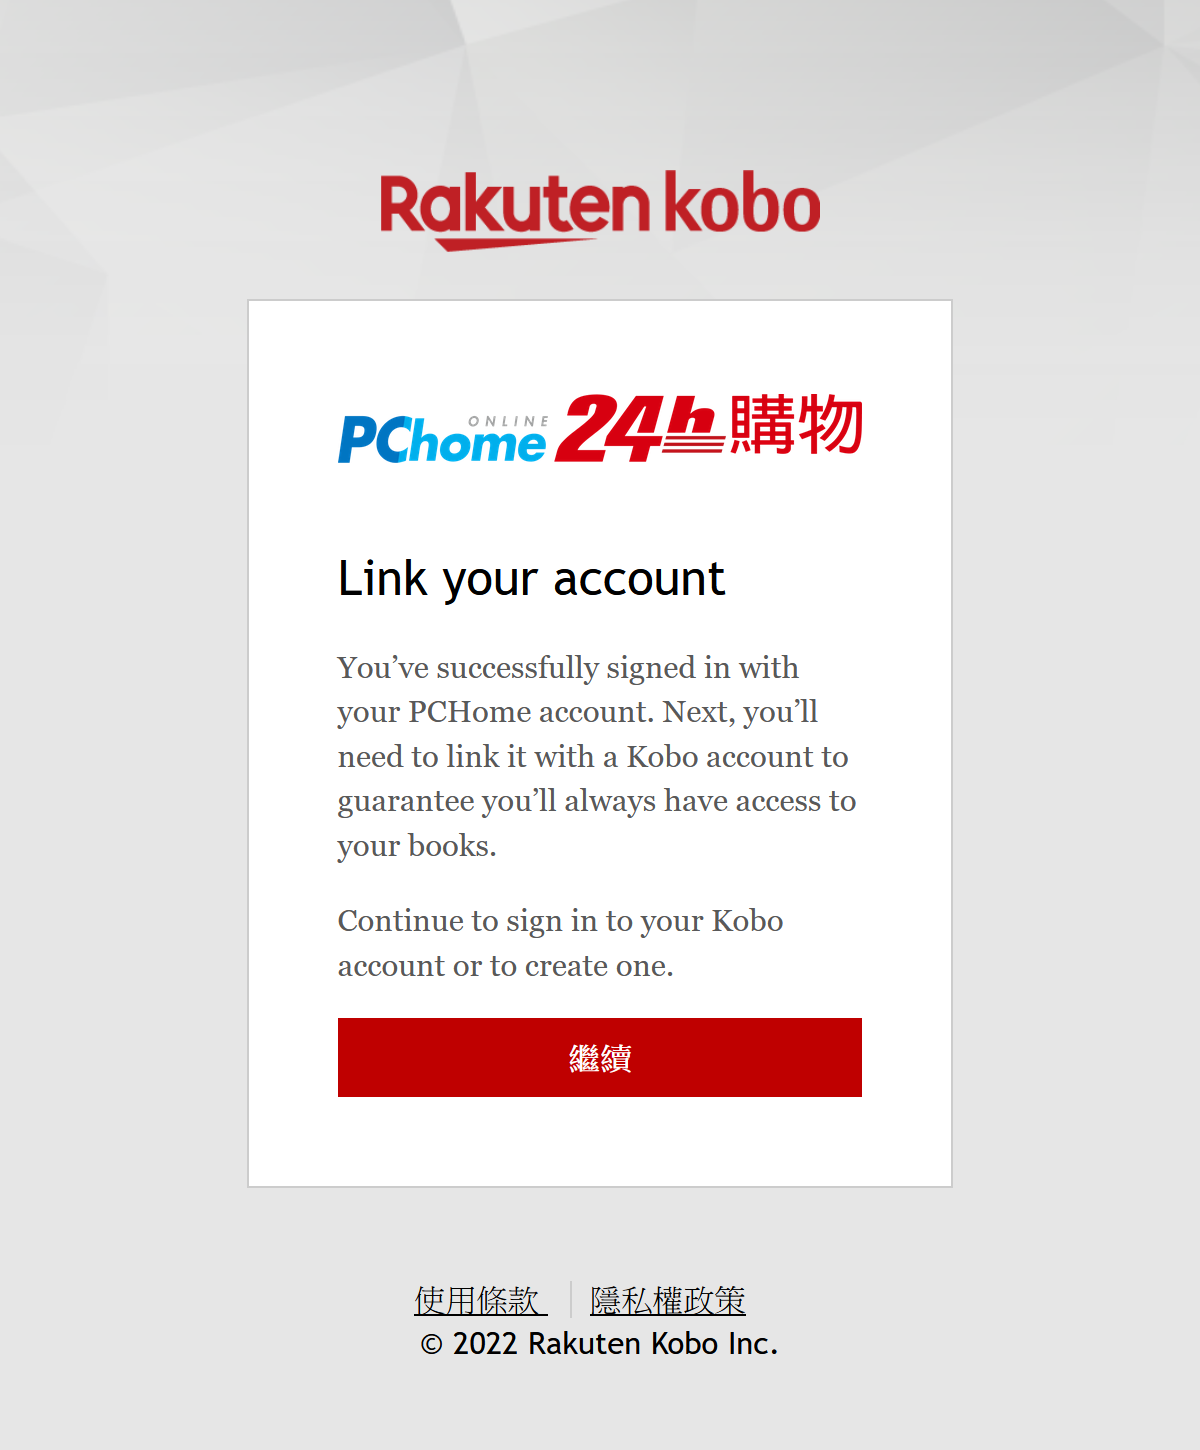 Rakuten kobo
PChome ONLINE 24h購物
Link your account
You’ve successfully signed in with
your PCHome account. Next, you’ll
need to link it with a Kobo account to
guarantee you’ll always have access to
your books.
Continue to sign in to your Kobo
account or to create one.
繼續
使用條款 隱私權政策
© 2022 Rakuten Kobo Inc.